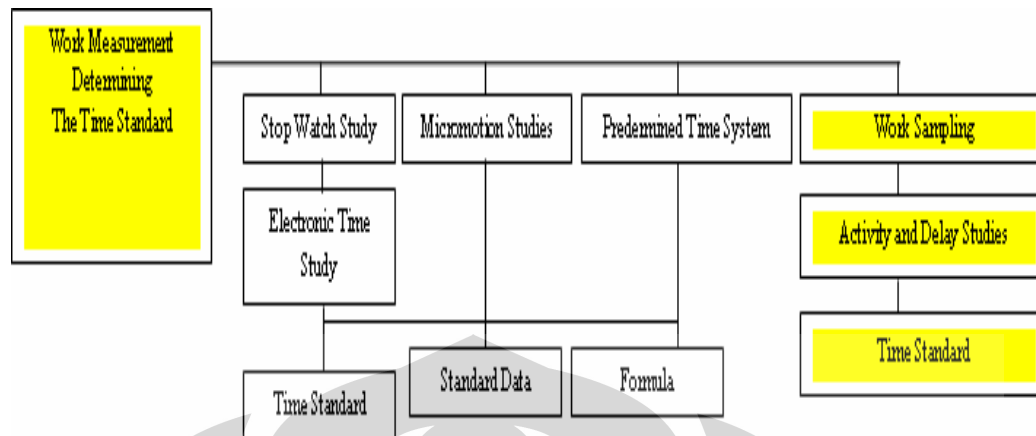 Work Measurement
Determining
The Time Standard
Stop Watch Study
Micromotion Studies
Predermined Time System
Work Sampling
Electronic Time
Study
Activity and Delay Studies
Time Standard
Standard Data
Formula
Time Standard